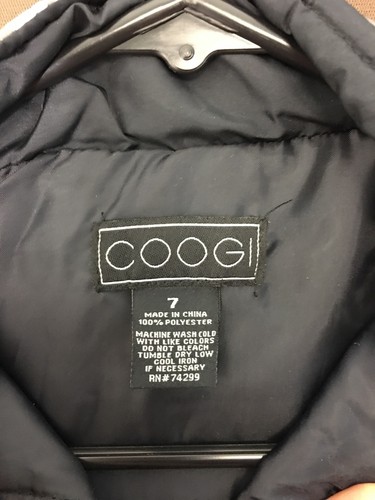 COOGI
7
MADE IN CHINA
100% POLYESTER
MACHINE WASH COLD
WITH LIKE COLORS
DO NOT BLEACH
TUMBLE DRY LOW
COOL IRON
IF NECESSARY
RN# 74299